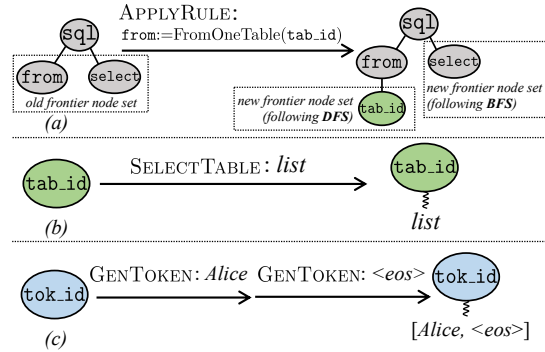 sql
from
select
old frontier node set
(a)
APPLYRULE:
from:=FromOneTable(tab_id)
sql
from
select
new frontier node set
(following DFS)
tab_id
new frontier node set
(following BFS)
tab_id
SELECTTABLE: list
tab_id
list
(b)
tok_id
GENTOKEN: Alice
GENTOKEN: <eos>
tok_id
[Alice, <eos>]
(c)